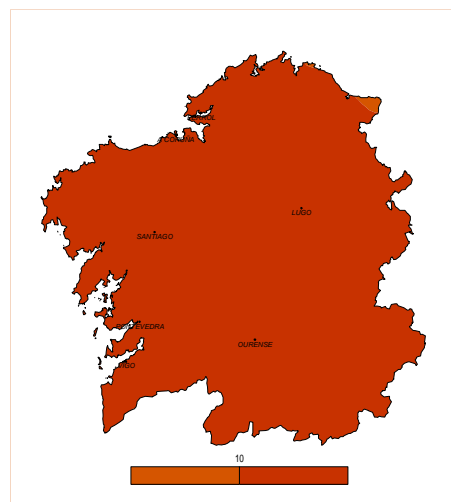 FERROL
A CORUÑA
LUGO
SANTIAGO
PONTEVEDRA
OURENSE
VIGO
10